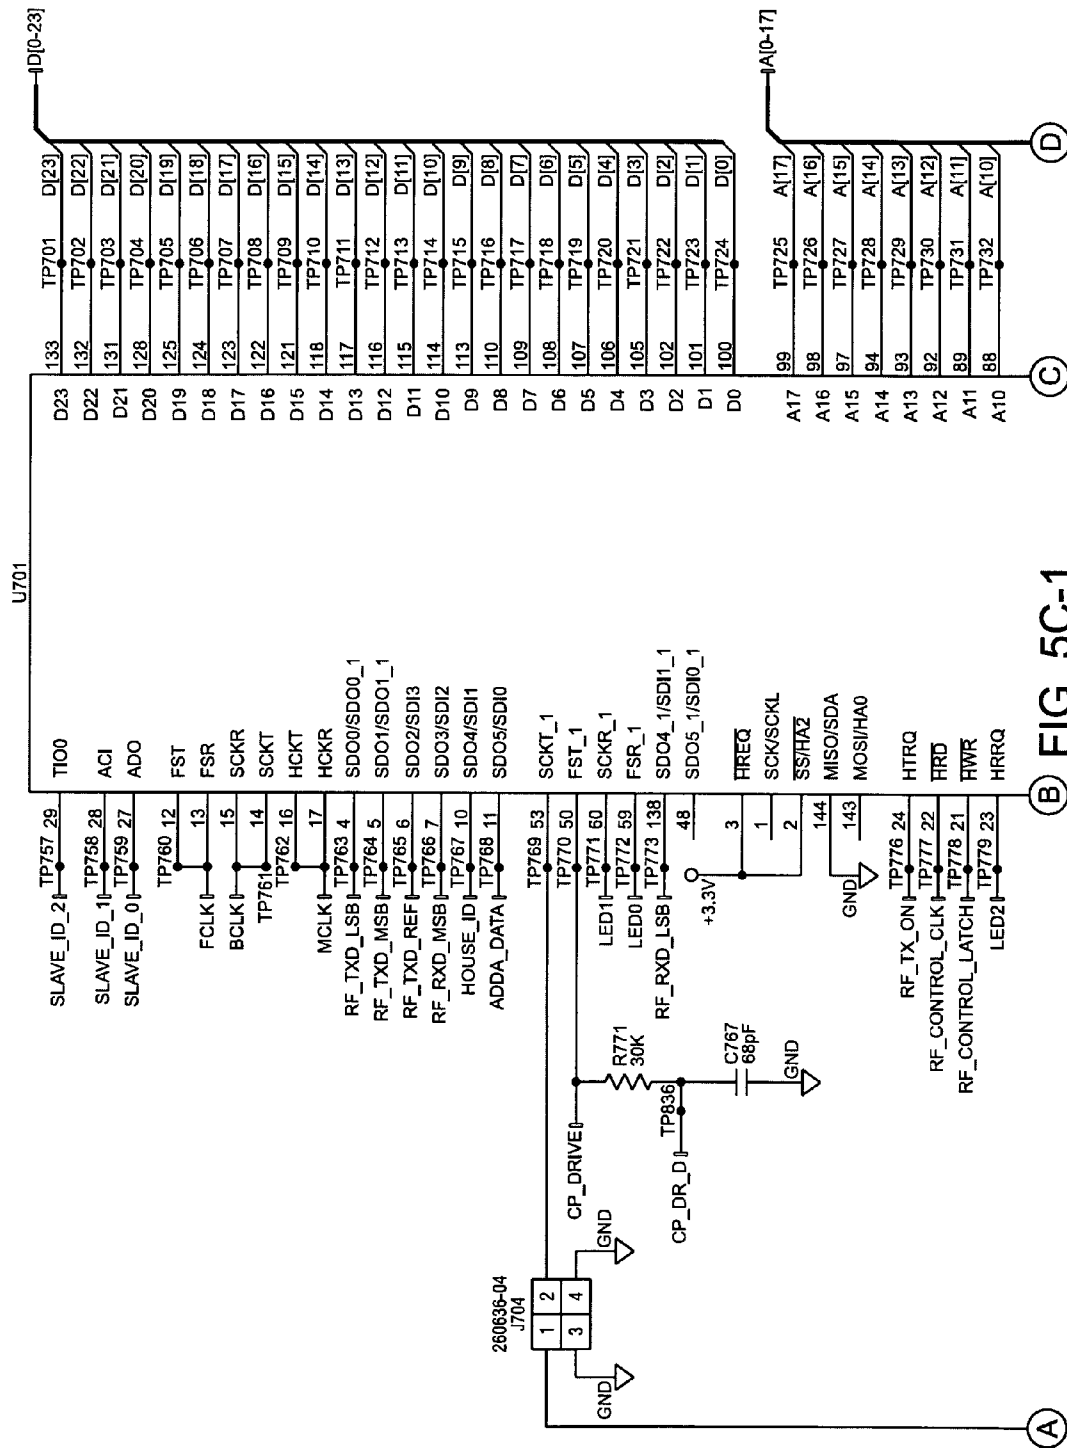 U701
SLAVE_ID_2 TP757 29 TIO0
SLAVE_ID_1 TP758 28 ACI
SLAVE_ID_0 TP759 27 ADO
TP760 12 FST
FCLK 13 FSR
BCLK 15 SCKR
TP761 14 SCKT
TP762 16 HCKT
MCLK 17 HCKR
RF_TXD_LSB TP763 4 SDO0/SDO0_1
RF_TXD_MSB TP764 5 SDO1/SDO1_1
RF_TXD_REF TP765 6 SDO2/SDI3
RF_RXD_MSB TP766 7 SDO3/SDI2
HOUSE_ID TP767 10 SDO4/SDI1
ADDA_DATA TP768 11 SDO5/SDI0
TP769 53 SCKT_1
TP770 50 FST_1
LED1 TP771 60 SCKR_1
LED0 TP772 59 FSR_1
RF_RXD_LSB TP773 138 SDO4_1/SDI1_1
48 SDO5_1/SDI0_1
+3.3V
3 HREQ
1 SCK/SCKL
2 SS/HA2
144 MISO/SDA
143 MOSI/HA0
GND
RF_TX_ON TP776 24 HTRQ
RF_CONTROL_CLK TP777 22 HRD
RF_CONTROL_LATCH TP778 21 HWR
LED2 TP779 23 HRRQ
260636-04
J704
1 2
3 4
GND
GND
CP_DRIVE
R771
30K
TP836
CP_DR_D
C767
68pF
GND
D23 133 TP701 D[23]
D22 132 TP702 D[22]
D21 131 TP703 D[21]
D20 128 TP704 D[20]
D19 125 TP705 D[19]
D18 124 TP706 D[18]
D17 123 TP707 D[17]
D16 122 TP708 D[16]
D15 121 TP709 D[15]
D14 118 TP710 D[14]
D13 117 TP711 D[13]
D12 116 TP712 D[12]
D11 115 TP713 D[11]
D10 114 TP714 D[10]
D9 113 TP715 D[9]
D8 110 TP716 D[8]
D7 109 TP717 D[7]
D6 108 TP718 D[6]
D5 107 TP719 D[5]
D4 106 TP720 D[4]
D3 105 TP721 D[3]
D2 102 TP722 D[2]
D1 101 TP723 D[1]
D0 100 TP724 D[0]
D[0-23]
A17 99 TP725 A[17]
A16 98 TP726 A[16]
A15 97 TP727 A[15]
A14 94 TP728 A[14]
A13 93 TP729 A[13]
A12 92 TP730 A[12]
A11 89 TP731 A[11]
A10 88 TP732 A[10]
A[0-17]
A
B
C
D
FIG 5C-1